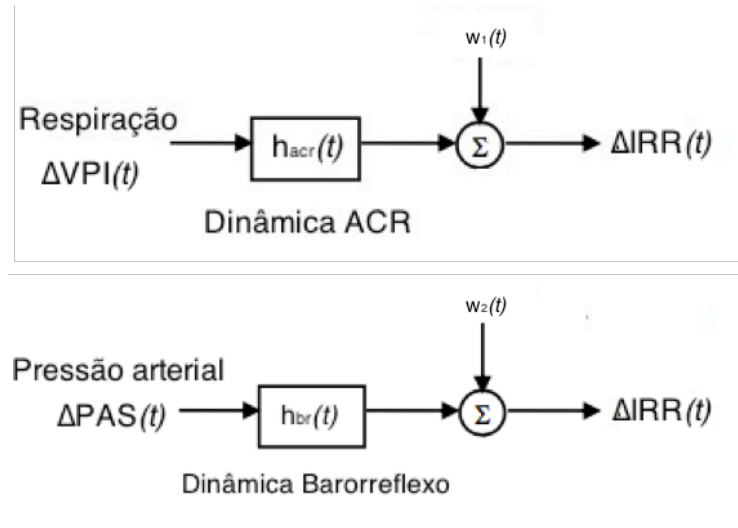 w₁(t)
Respiração
hacr(t)
Σ
ΔIRR(t)
ΔVPI(t)
Dinâmica ACR
w₂(t)
Pressão arterial
ΔPAS(t)
hbr(t)
Σ
ΔIRR(t)
Dinâmica Barorreflexo